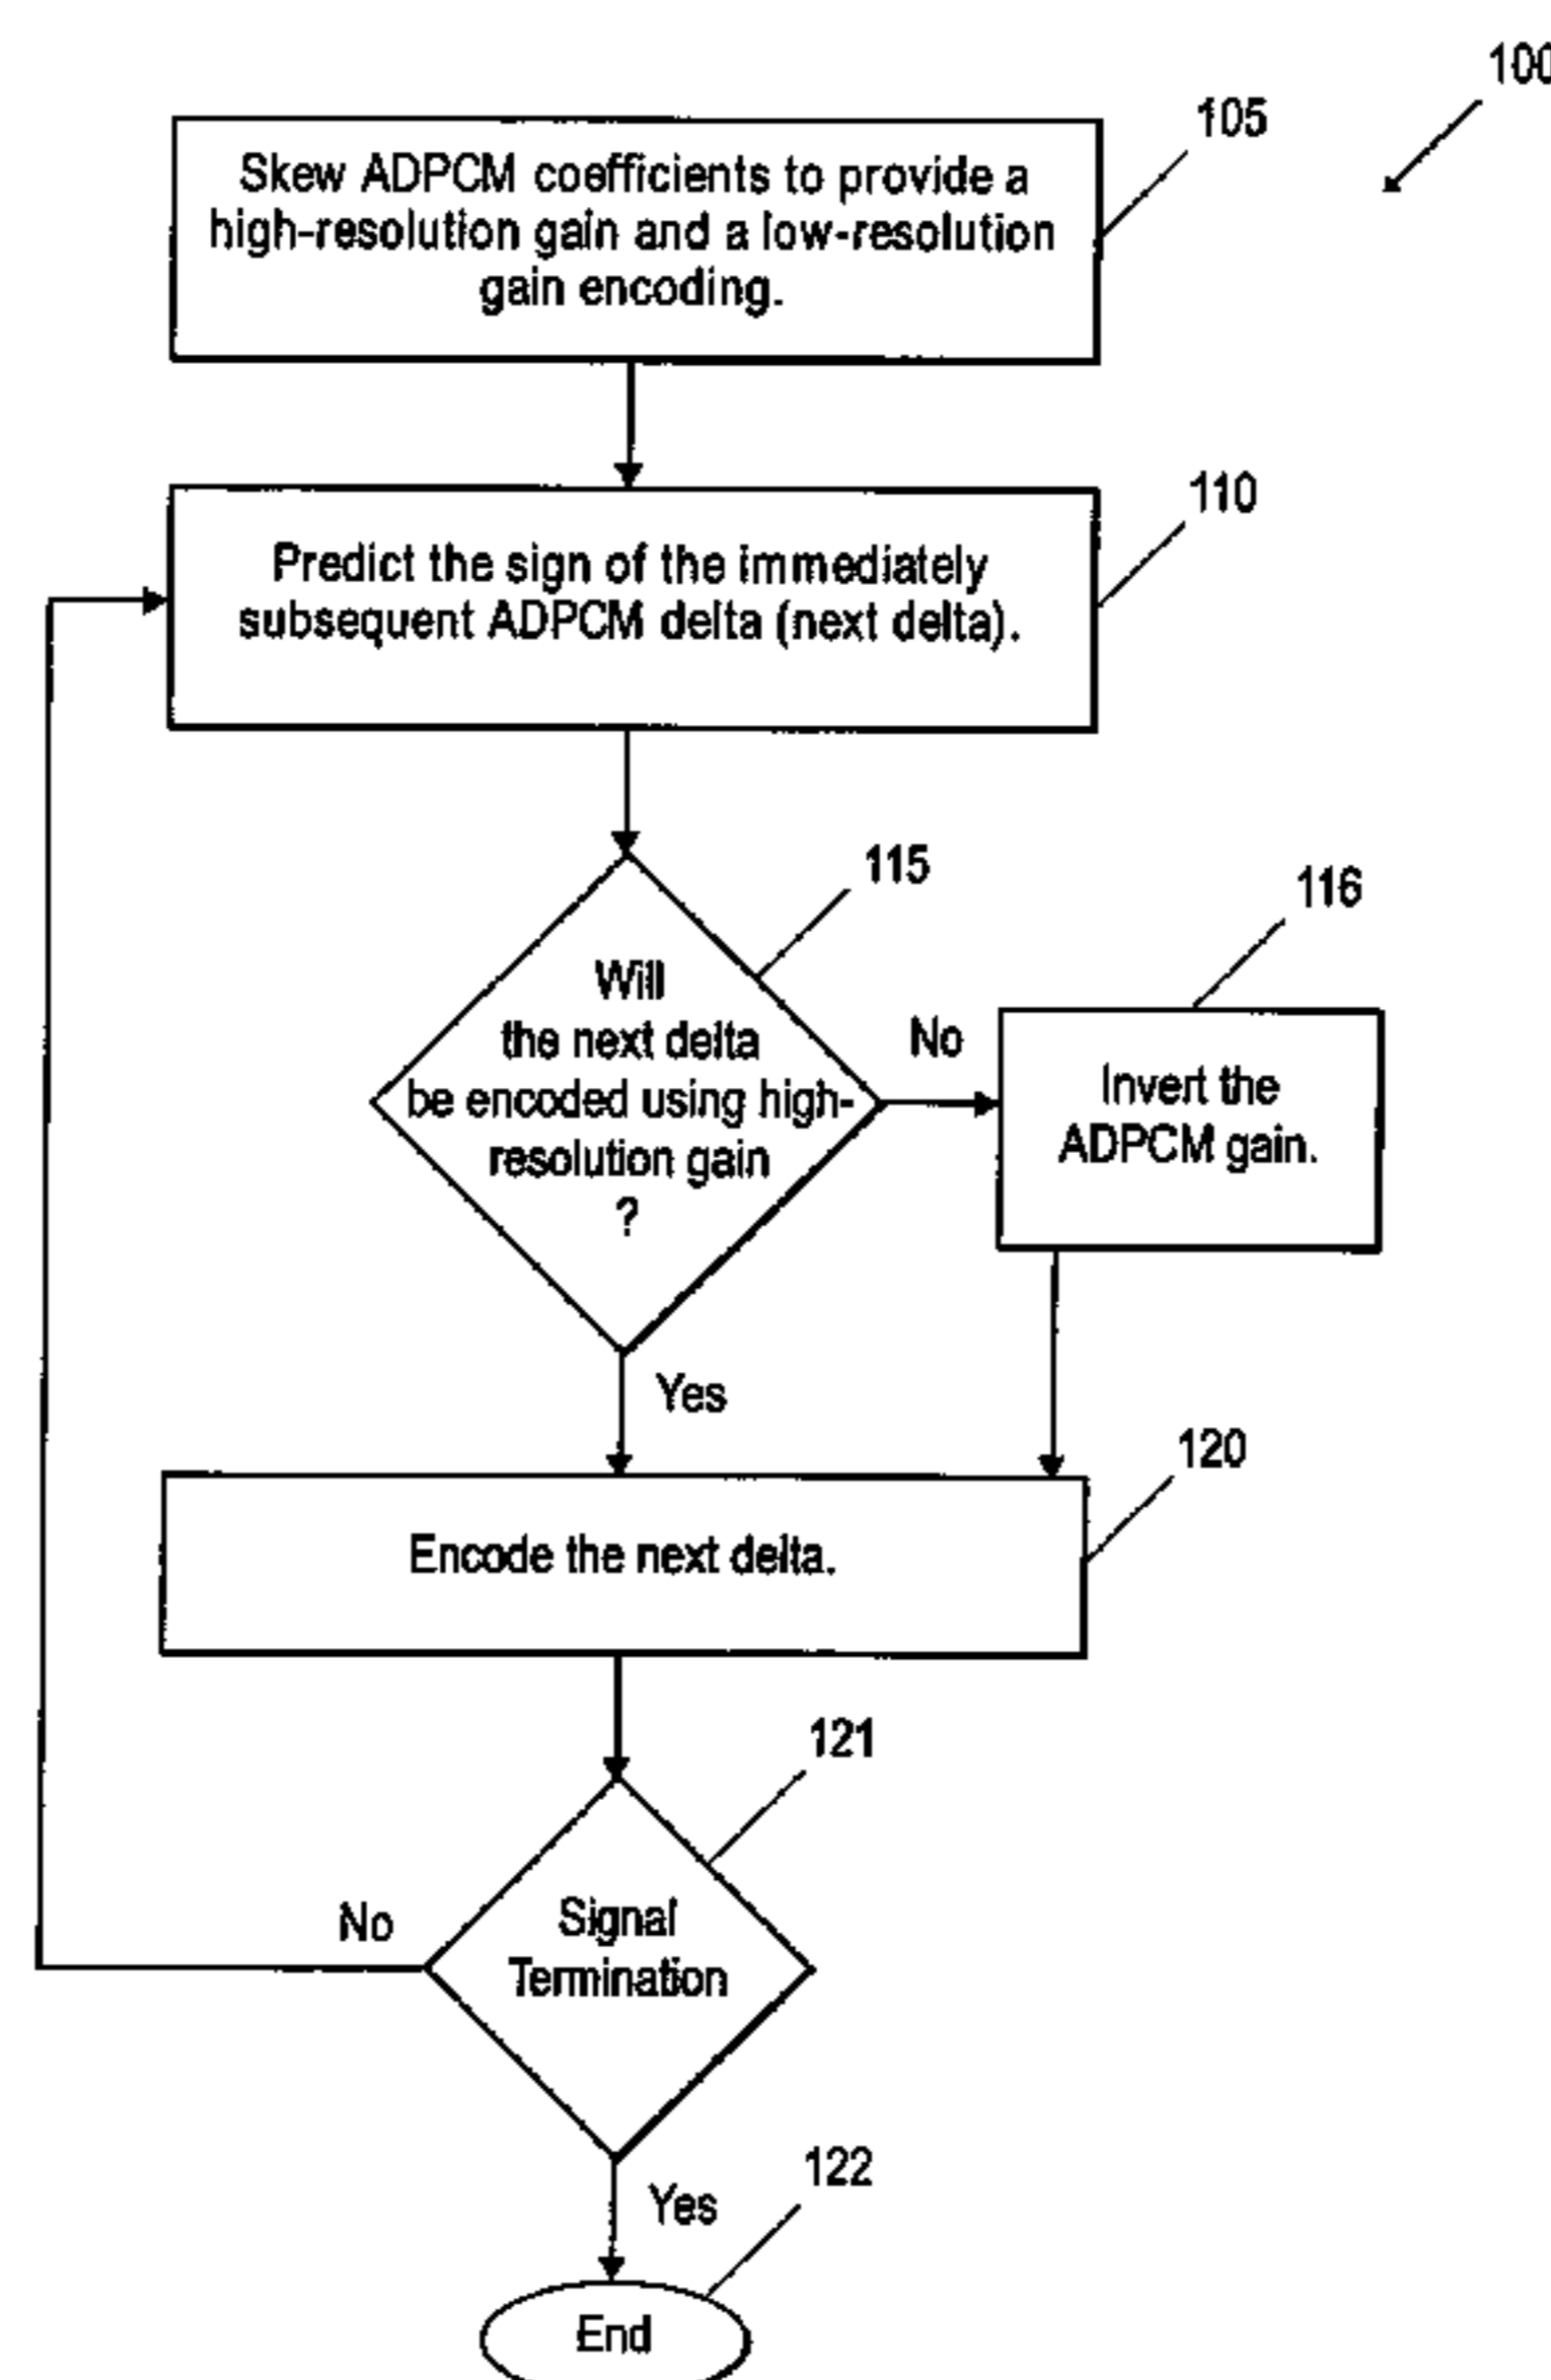 100
105
Skew ADPCM coefficients to provide a
high-resolution gain and a low-resolution
gain encoding.
110
Predict the sign of the immediately
subsequent ADPCM delta (next delta).
115
116
Will
the next delta
be encoded using high-
resolution gain
?
No
Invert the
ADPCM gain.
Yes
120
Encode the next delta.
121
No
Signal
Termination
122
Yes
End